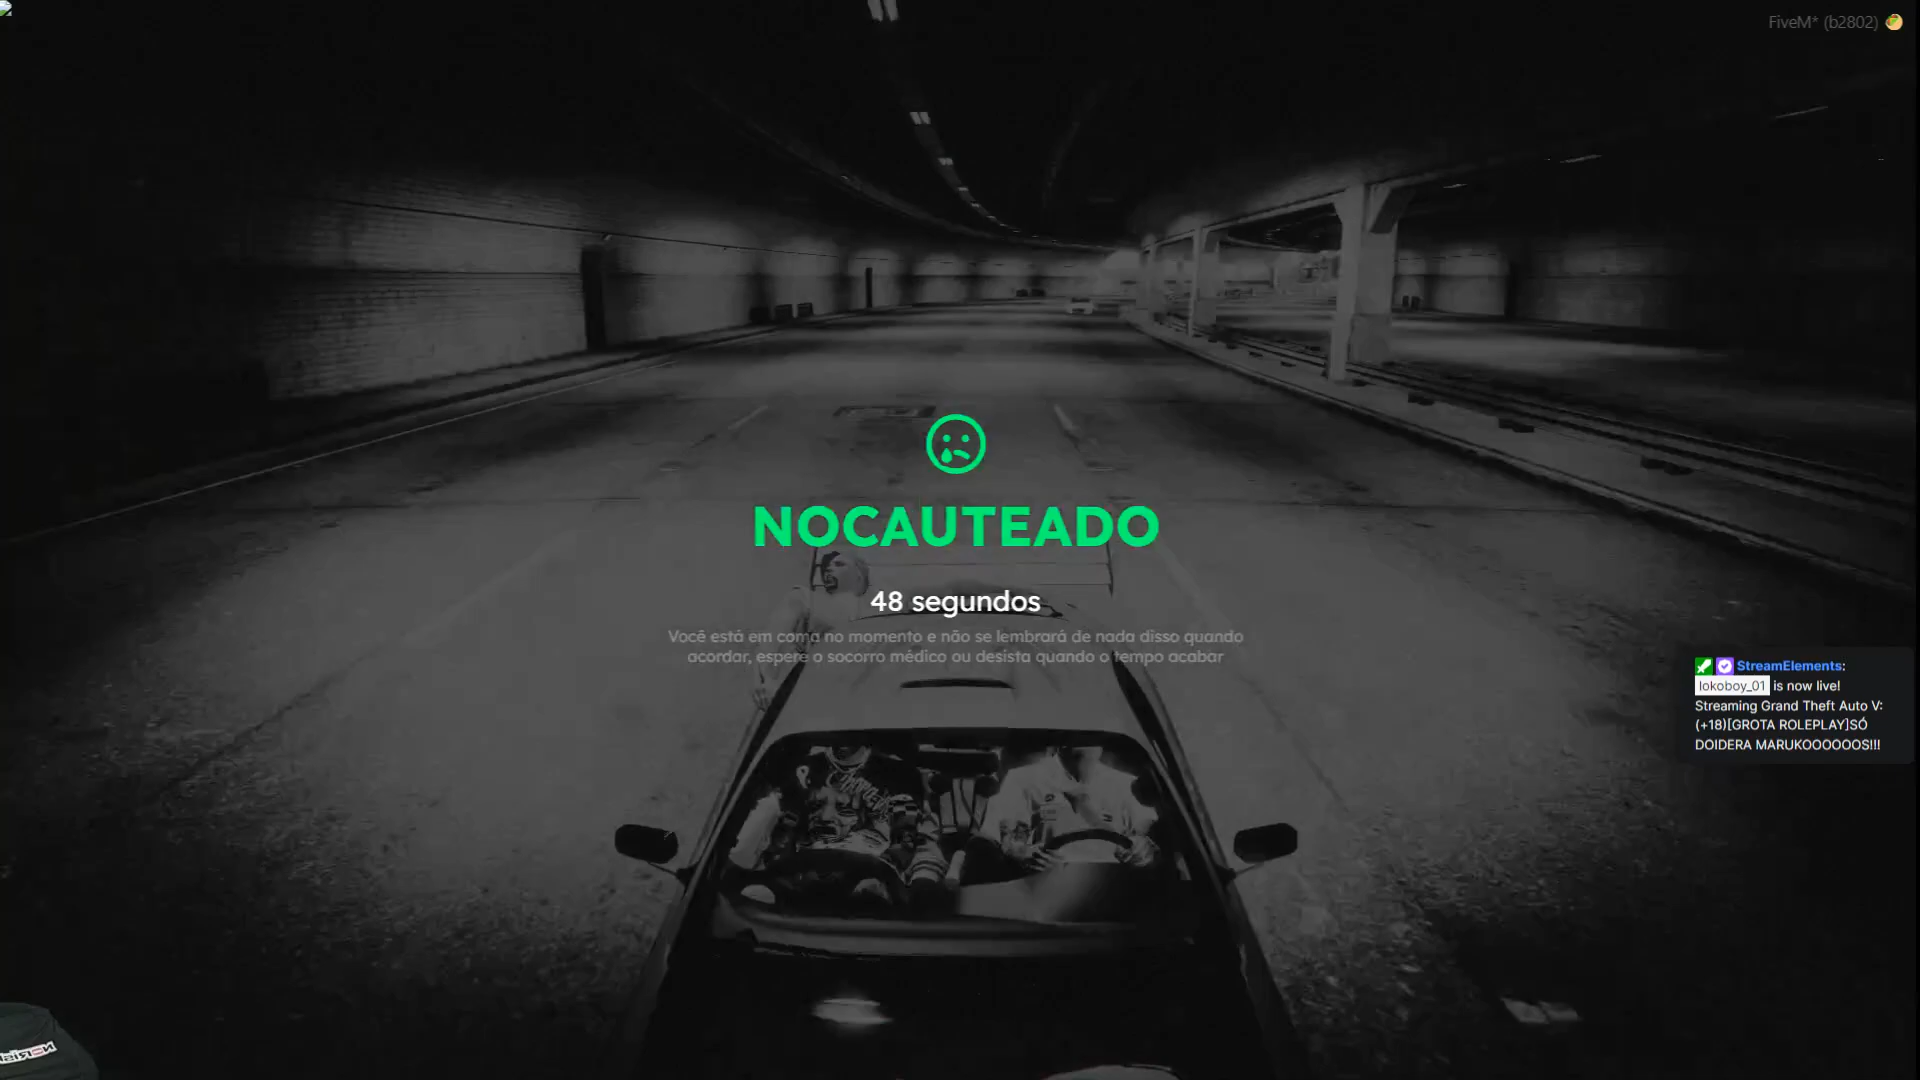 FiveM* (b2802)
NOCAUTEADO
48 segundos
Você está em coma no momento e não se lembrará de nada disso quando
acordar, espere o socorro médico ou desista quando o tempo acabar
StreamElements:
lokoboy_01 is now live!
Streaming Grand Theft Auto V:
(+18)[GROTA ROLEPLAY]SÓ
DOIDERA MARUKOOOOOOS!!!